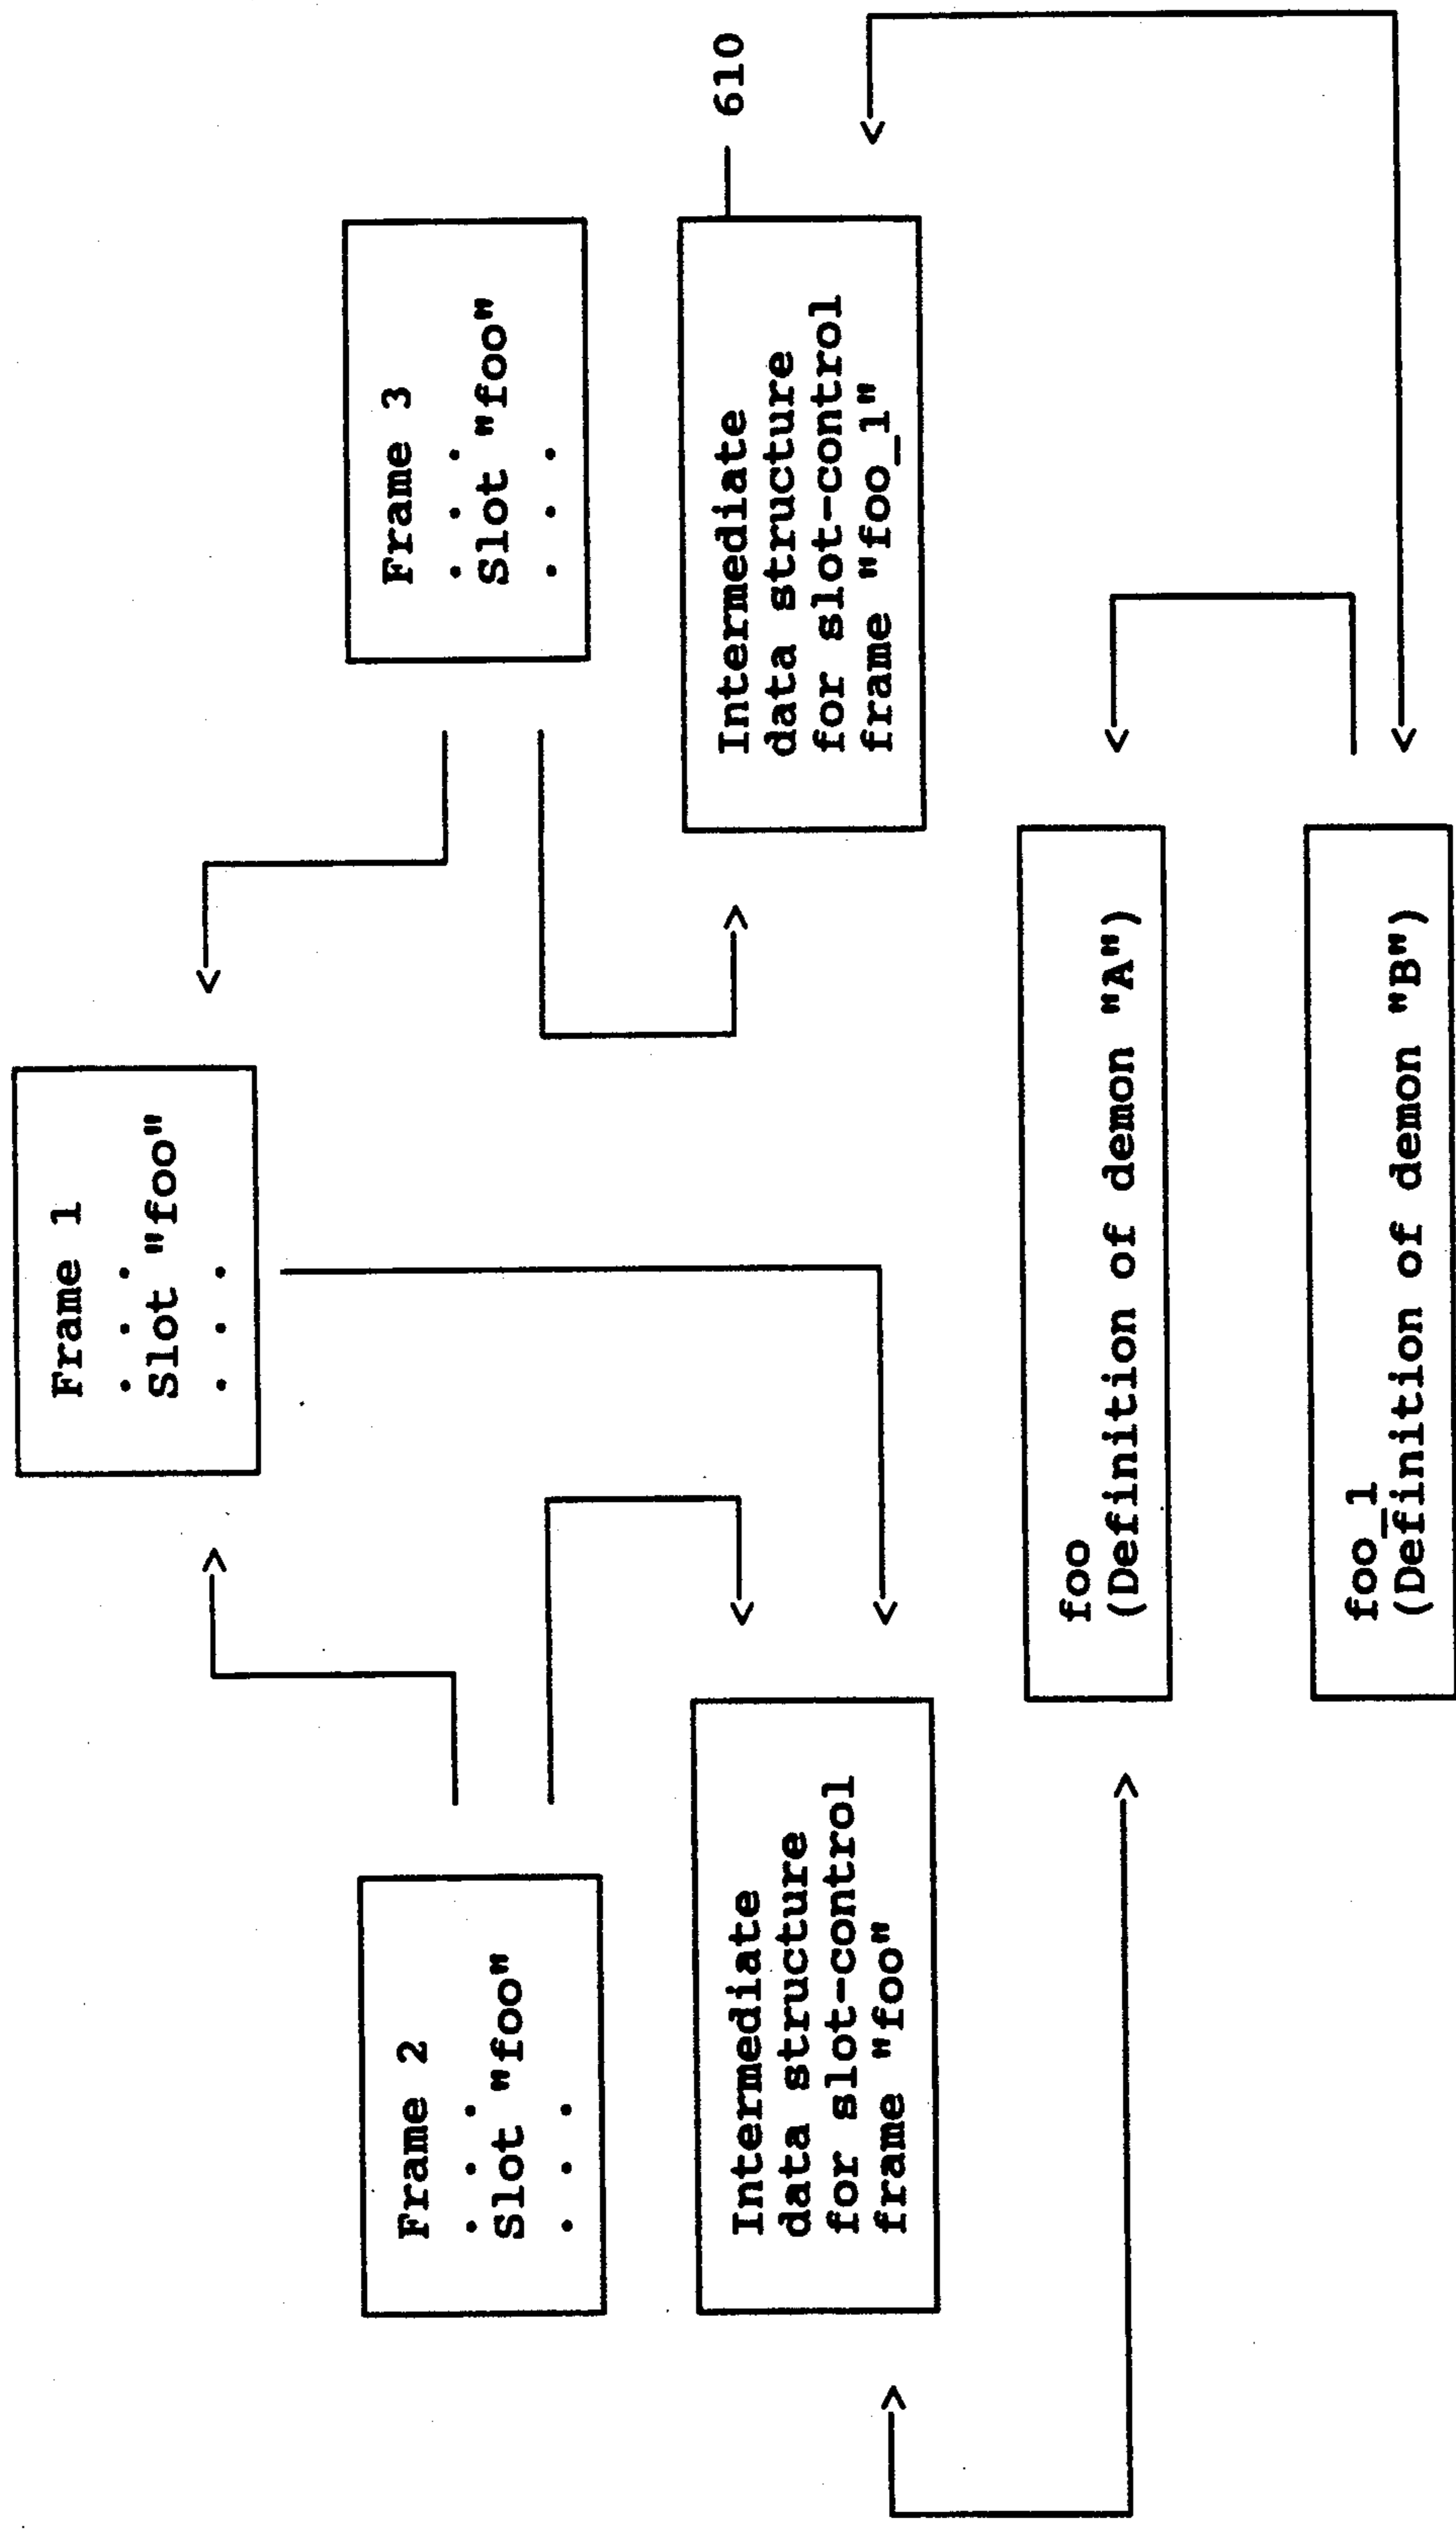 Frame 1
. . .
Slot "foo"
. . .
Frame 2
. . .
Slot "foo"
. . .
Frame 3
. . .
Slot "foo"
. . .
Intermediate
data structure
for slot-control
frame "foo"
Intermediate
data structure
for slot-control
frame "foo_1"
610
foo
(Definition of demon "A")
foo_1
(Definition of demon "B")